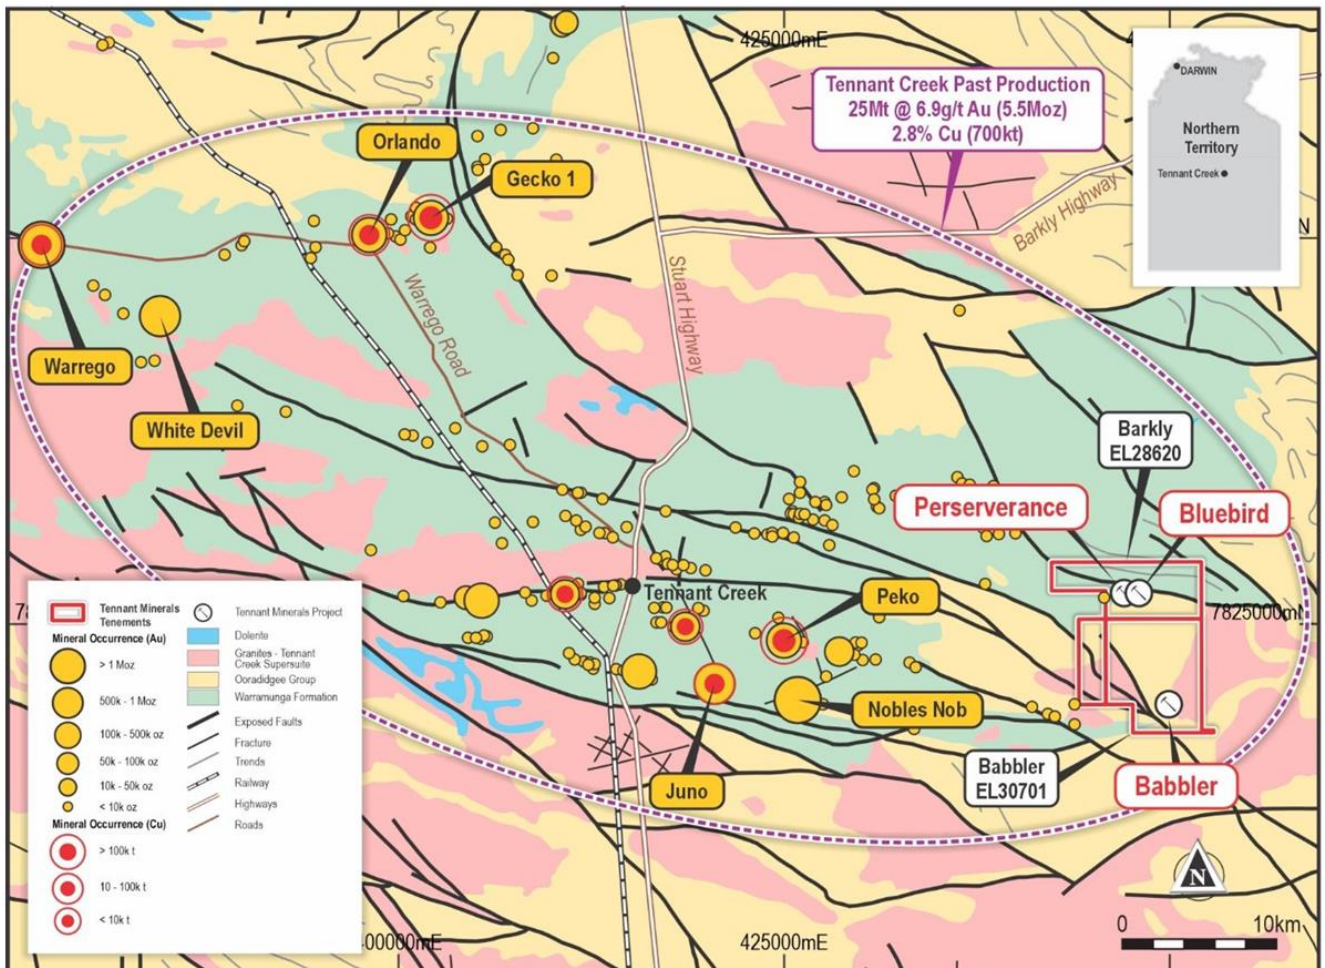 425000mE
4
DARWIN
Northern
Territory
Tennant Creek
Tennant Creek Past Production
25Mt @ 6.9g/t Au (5.5Moz)
2.8% Cu (700kt)
Orlando
Gecko 1
Barkly Highway
N
Stuart Highway
Warrego Road
Warrego
White Devil
Barkly
EL28620
Perserverance
Bluebird
Tennant Creek
Peko
78
7825000mN
Nobles Nob
Juno
Babbler
EL30701
Babbler
Tennant Minerals
Tenements
Mineral Occurrence (Au)
> 1 Moz
500k - 1 Moz
100k - 500k oz
50k - 100k oz
10k - 50k oz
< 10k oz
Mineral Occurrence (Cu)
> 100k t
10 - 100k t
< 10k t
Tennant Minerals Project
Dolerite
Granites - Tennant
Creek Supersuite
Ooradidgee Group
Warramunga Formation
Exposed Faults
Fracture
Trends
Railway
Highways
Roads
N
0 10km
00000mE
425000mE